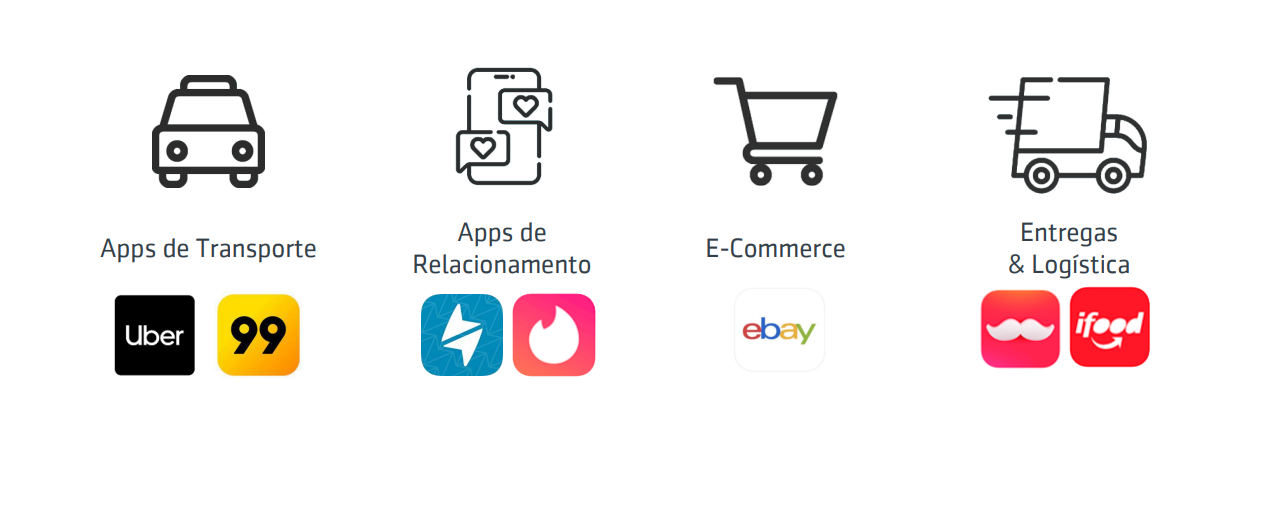 Apps de Transporte
Apps de
Relacionamento
E-Commerce
Entregas
& Logística
Uber
99
ebay
ifood